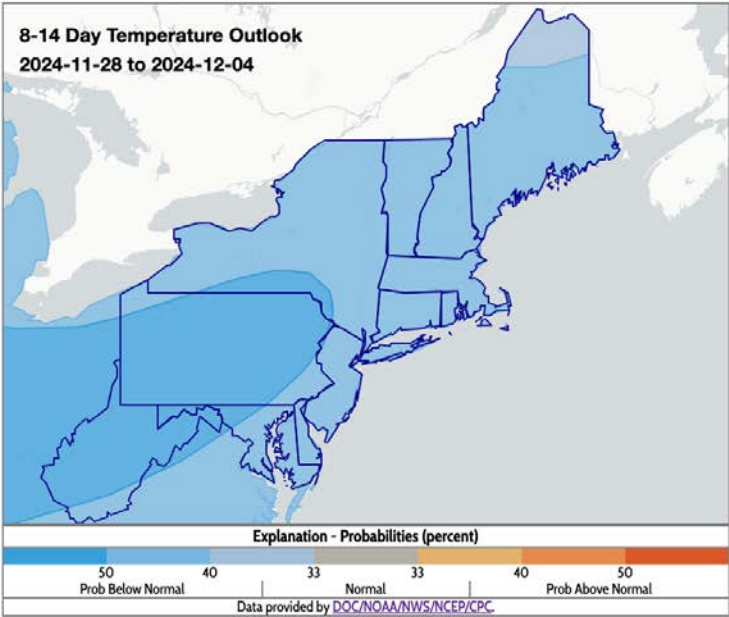 8-14 Day Temperature Outlook
2024-11-28 to 2024-12-04
Explanation - Probabilities (percent)
50 40 33 33 40 50
Prob Below Normal | Normal | Prob Above Normal
Data provided by DOC/NOAA/NWS/NCEP/CPC.